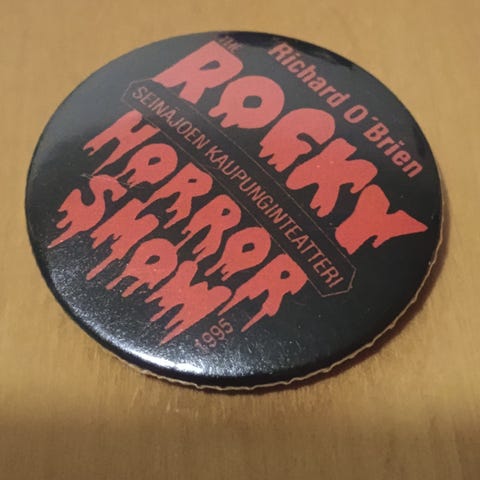 Richard O´Brien
THE
ROCKY
SEINÄJOEN KAUPUNGINTEATTERI
HORROR
SHOW
1995